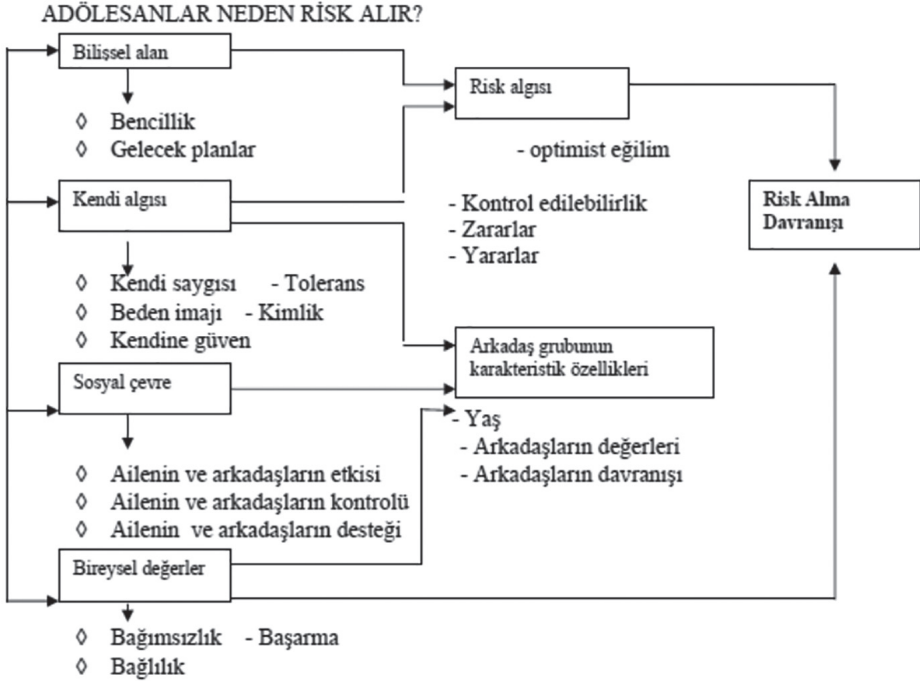 ADÖLESANLAR NEDEN RİSK ALIR?
Bilişsel alan
◊ Bencillik
◊ Gelecek planlar
Kendi algısı
◊ Kendi saygısı - Tolerans
◊ Beden imajı - Kimlik
◊ Kendine güven
Sosyal çevre
◊ Ailenin ve arkadaşların etkisi
◊ Ailenin ve arkadaşların kontrolü
◊ Ailenin ve arkadaşların desteği
Bireysel değerler
◊ Bağımsızlık - Başarma
◊ Bağlılık
Risk algısı
- optimist eğilim
- Kontrol edilebilirlik
- Zararlar
- Yararlar
Arkadaş grubunun
karakteristik özellikleri
- Yaş
- Arkadaşların değerleri
- Arkadaşların davranışı
Risk Alma
Davranışı